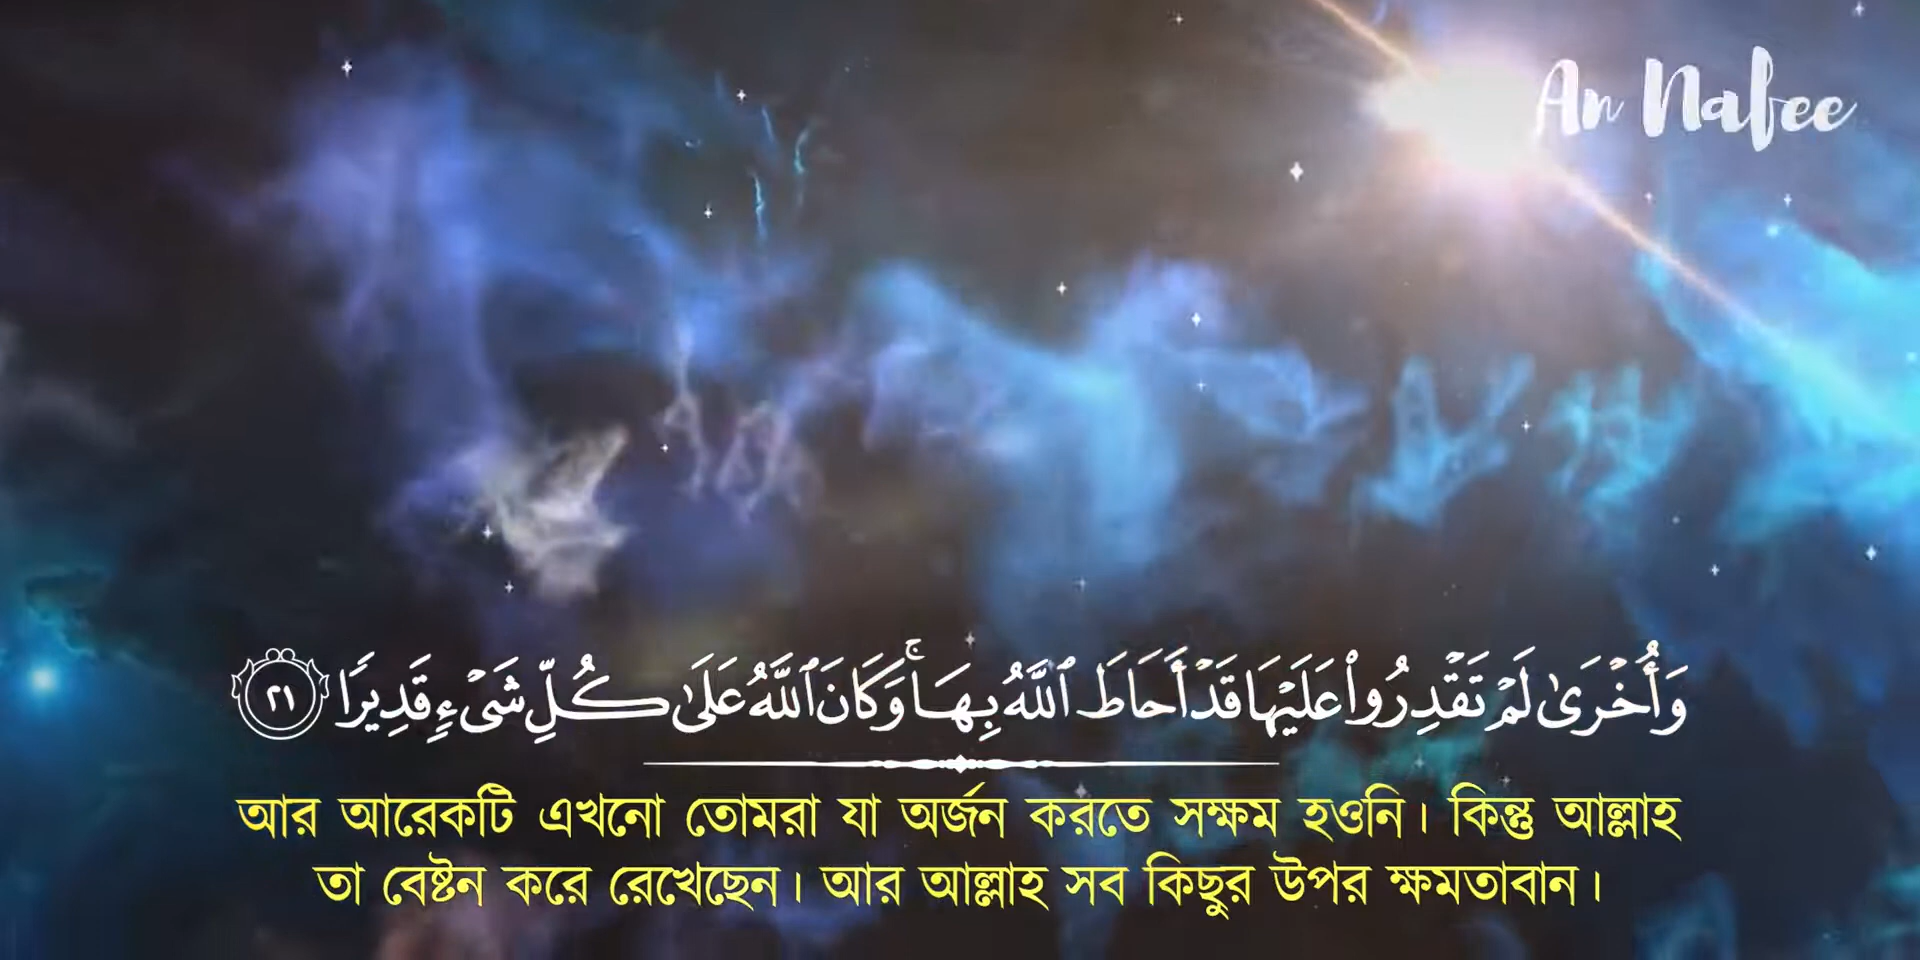 An Nafee
وَأُخْرَىٰ لَمْ تَقْدِرُوا۟ عَلَيْهَا قَدْ أَحَاطَ ٱللَّهُ بِهَا ۚ وَكَانَ ٱللَّهُ عَلَىٰ كُلِّ شَىْءٍ قَدِيرًا ٢١
আর আরেকটি এখনো তোমরা যা অর্জন করতে সক্ষম হওনি। কিন্তু আল্লাহ
তা বেষ্টন করে রেখেছেন। আর আল্লাহ সব কিছুর উপর ক্ষমতাবান।